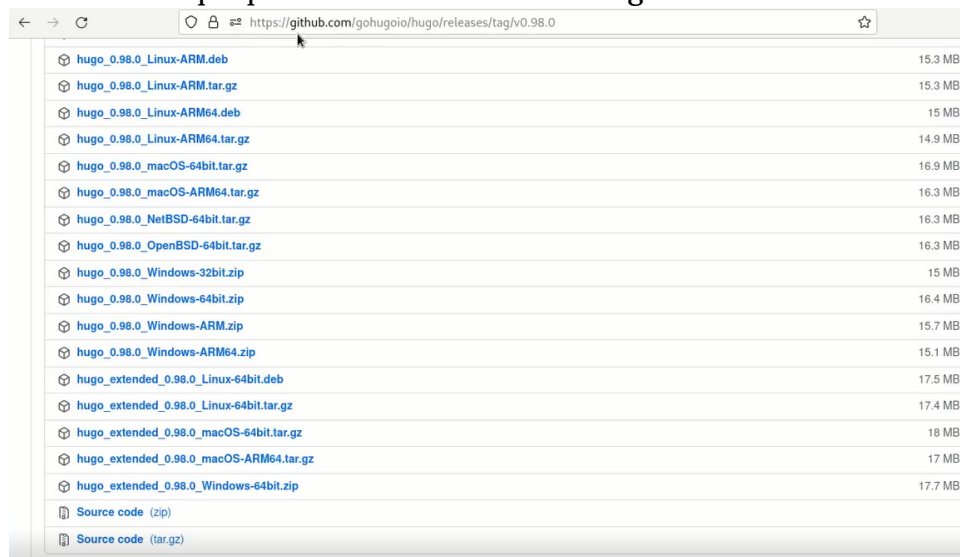 https://github.com/gohugoio/hugo/releases/tag/v0.98.0
hugo_0.98.0_Linux-ARM.deb 15.3 MB
hugo_0.98.0_Linux-ARM.tar.gz 15.3 MB
hugo_0.98.0_Linux-ARM64.deb 15 MB
hugo_0.98.0_Linux-ARM64.tar.gz 14.9 MB
hugo_0.98.0_macOS-64bit.tar.gz 16.9 MB
hugo_0.98.0_macOS-ARM64.tar.gz 16.3 MB
hugo_0.98.0_NetBSD-64bit.tar.gz 16.3 MB
hugo_0.98.0_OpenBSD-64bit.tar.gz 16.3 MB
hugo_0.98.0_Windows-32bit.zip 15 MB
hugo_0.98.0_Windows-64bit.zip 16.4 MB
hugo_0.98.0_Windows-ARM.zip 15.7 MB
hugo_0.98.0_Windows-ARM64.zip 15.1 MB
hugo_extended_0.98.0_Linux-64bit.deb 17.5 MB
hugo_extended_0.98.0_Linux-64bit.tar.gz 17.4 MB
hugo_extended_0.98.0_macOS-64bit.tar.gz 18 MB
hugo_extended_0.98.0_macOS-ARM64.tar.gz 17 MB
hugo_extended_0.98.0_Windows-64bit.zip 17.7 MB
Source code (zip)
Source code (tar.gz)